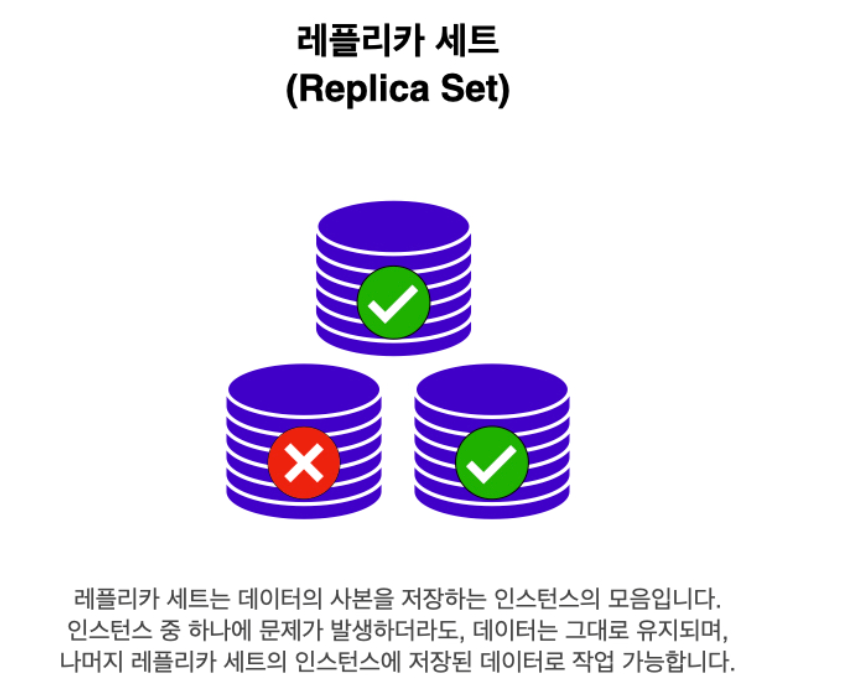 레플리카 세트
(Replica Set)
레플리카 세트는 데이터의 사본을 저장하는 인스턴스의 모음입니다.
인스턴스 중 하나에 문제가 발생하더라도, 데이터는 그대로 유지되며,
나머지 레플리카 세트의 인스턴스에 저장된 데이터로 작업 가능합니다.